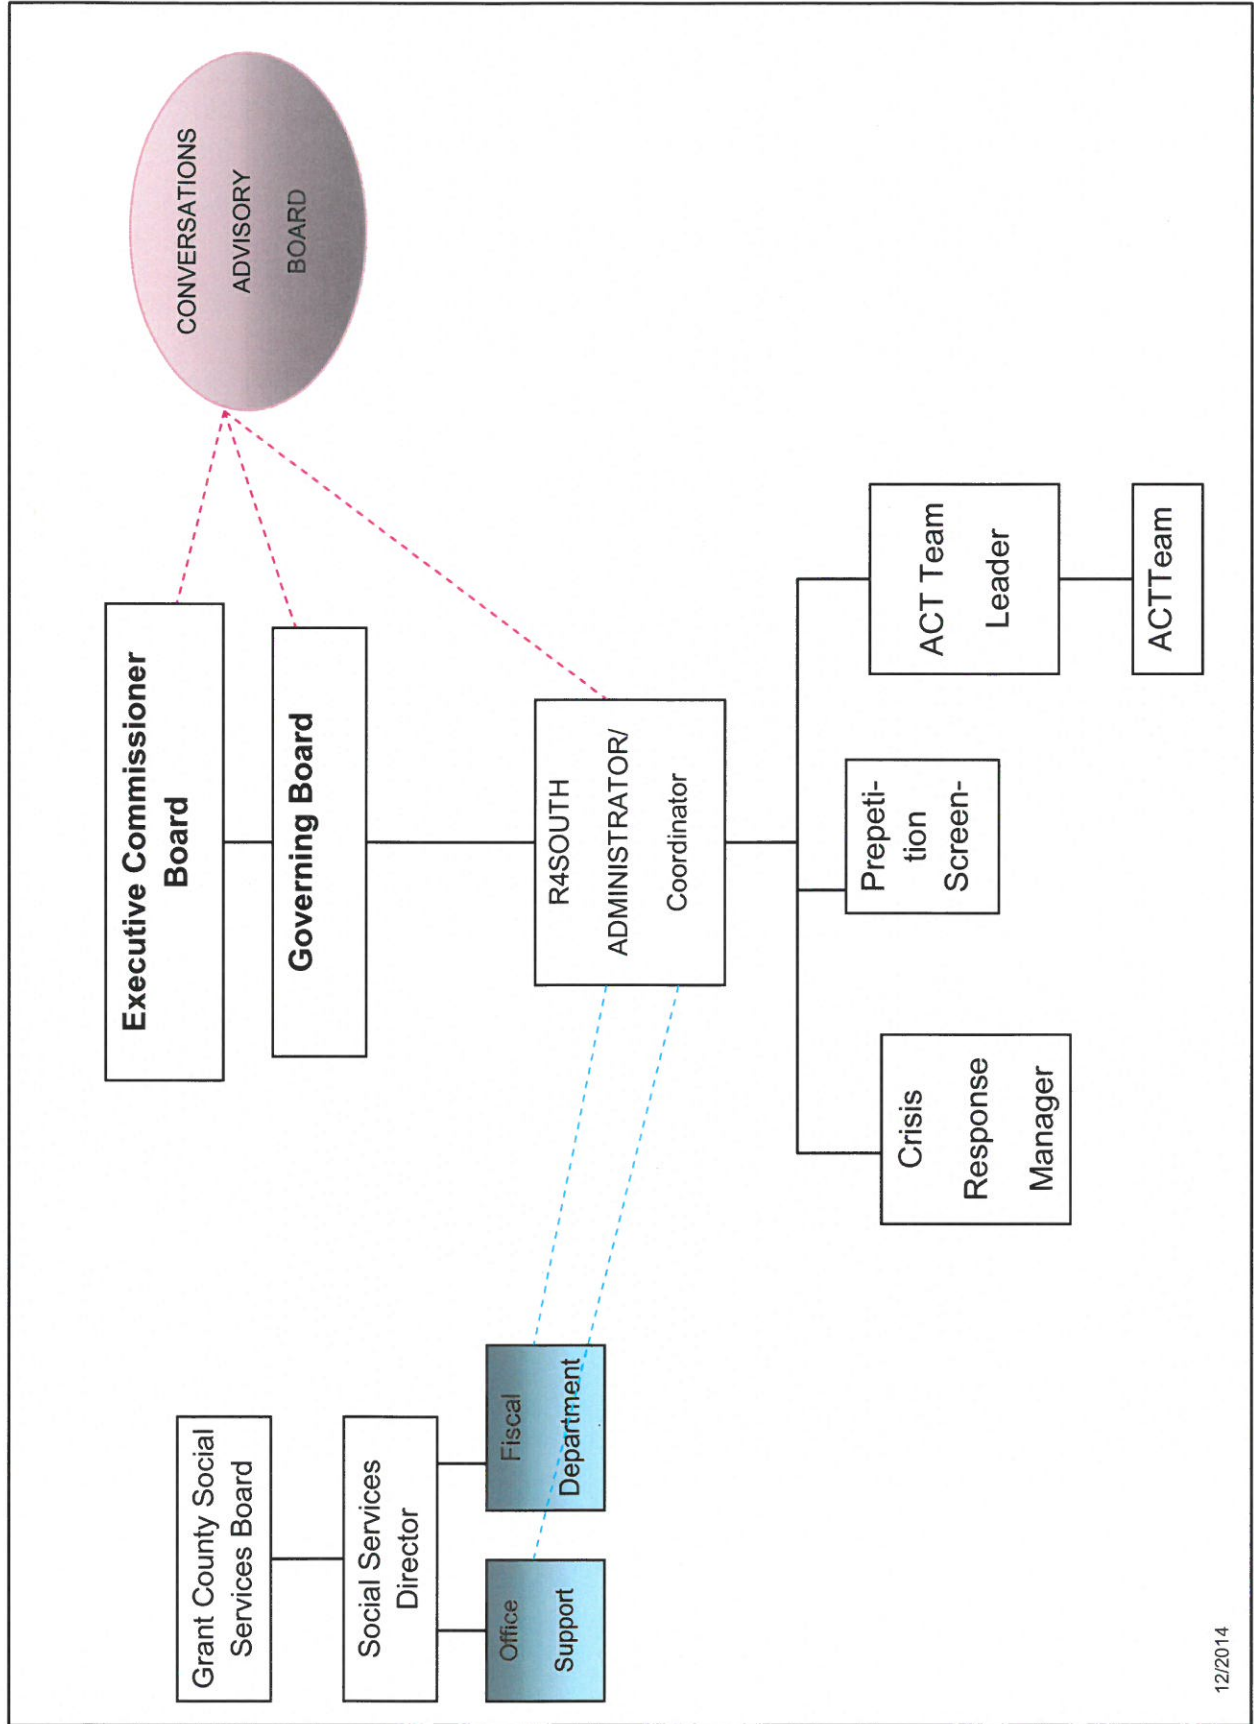 CONVERSATIONS
ADVISORY
BOARD
Executive Commissioner
Board
Governing Board
Grant County Social
Services Board
Social Services
Director
Office
Support
Fiscal
Department
R4SOUTH
ADMINISTRATOR/
Coordinator
Crisis
Response
Manager
Prepeti-
tion
Screen-
ACT Team
Leader
ACTTeam
12/2014